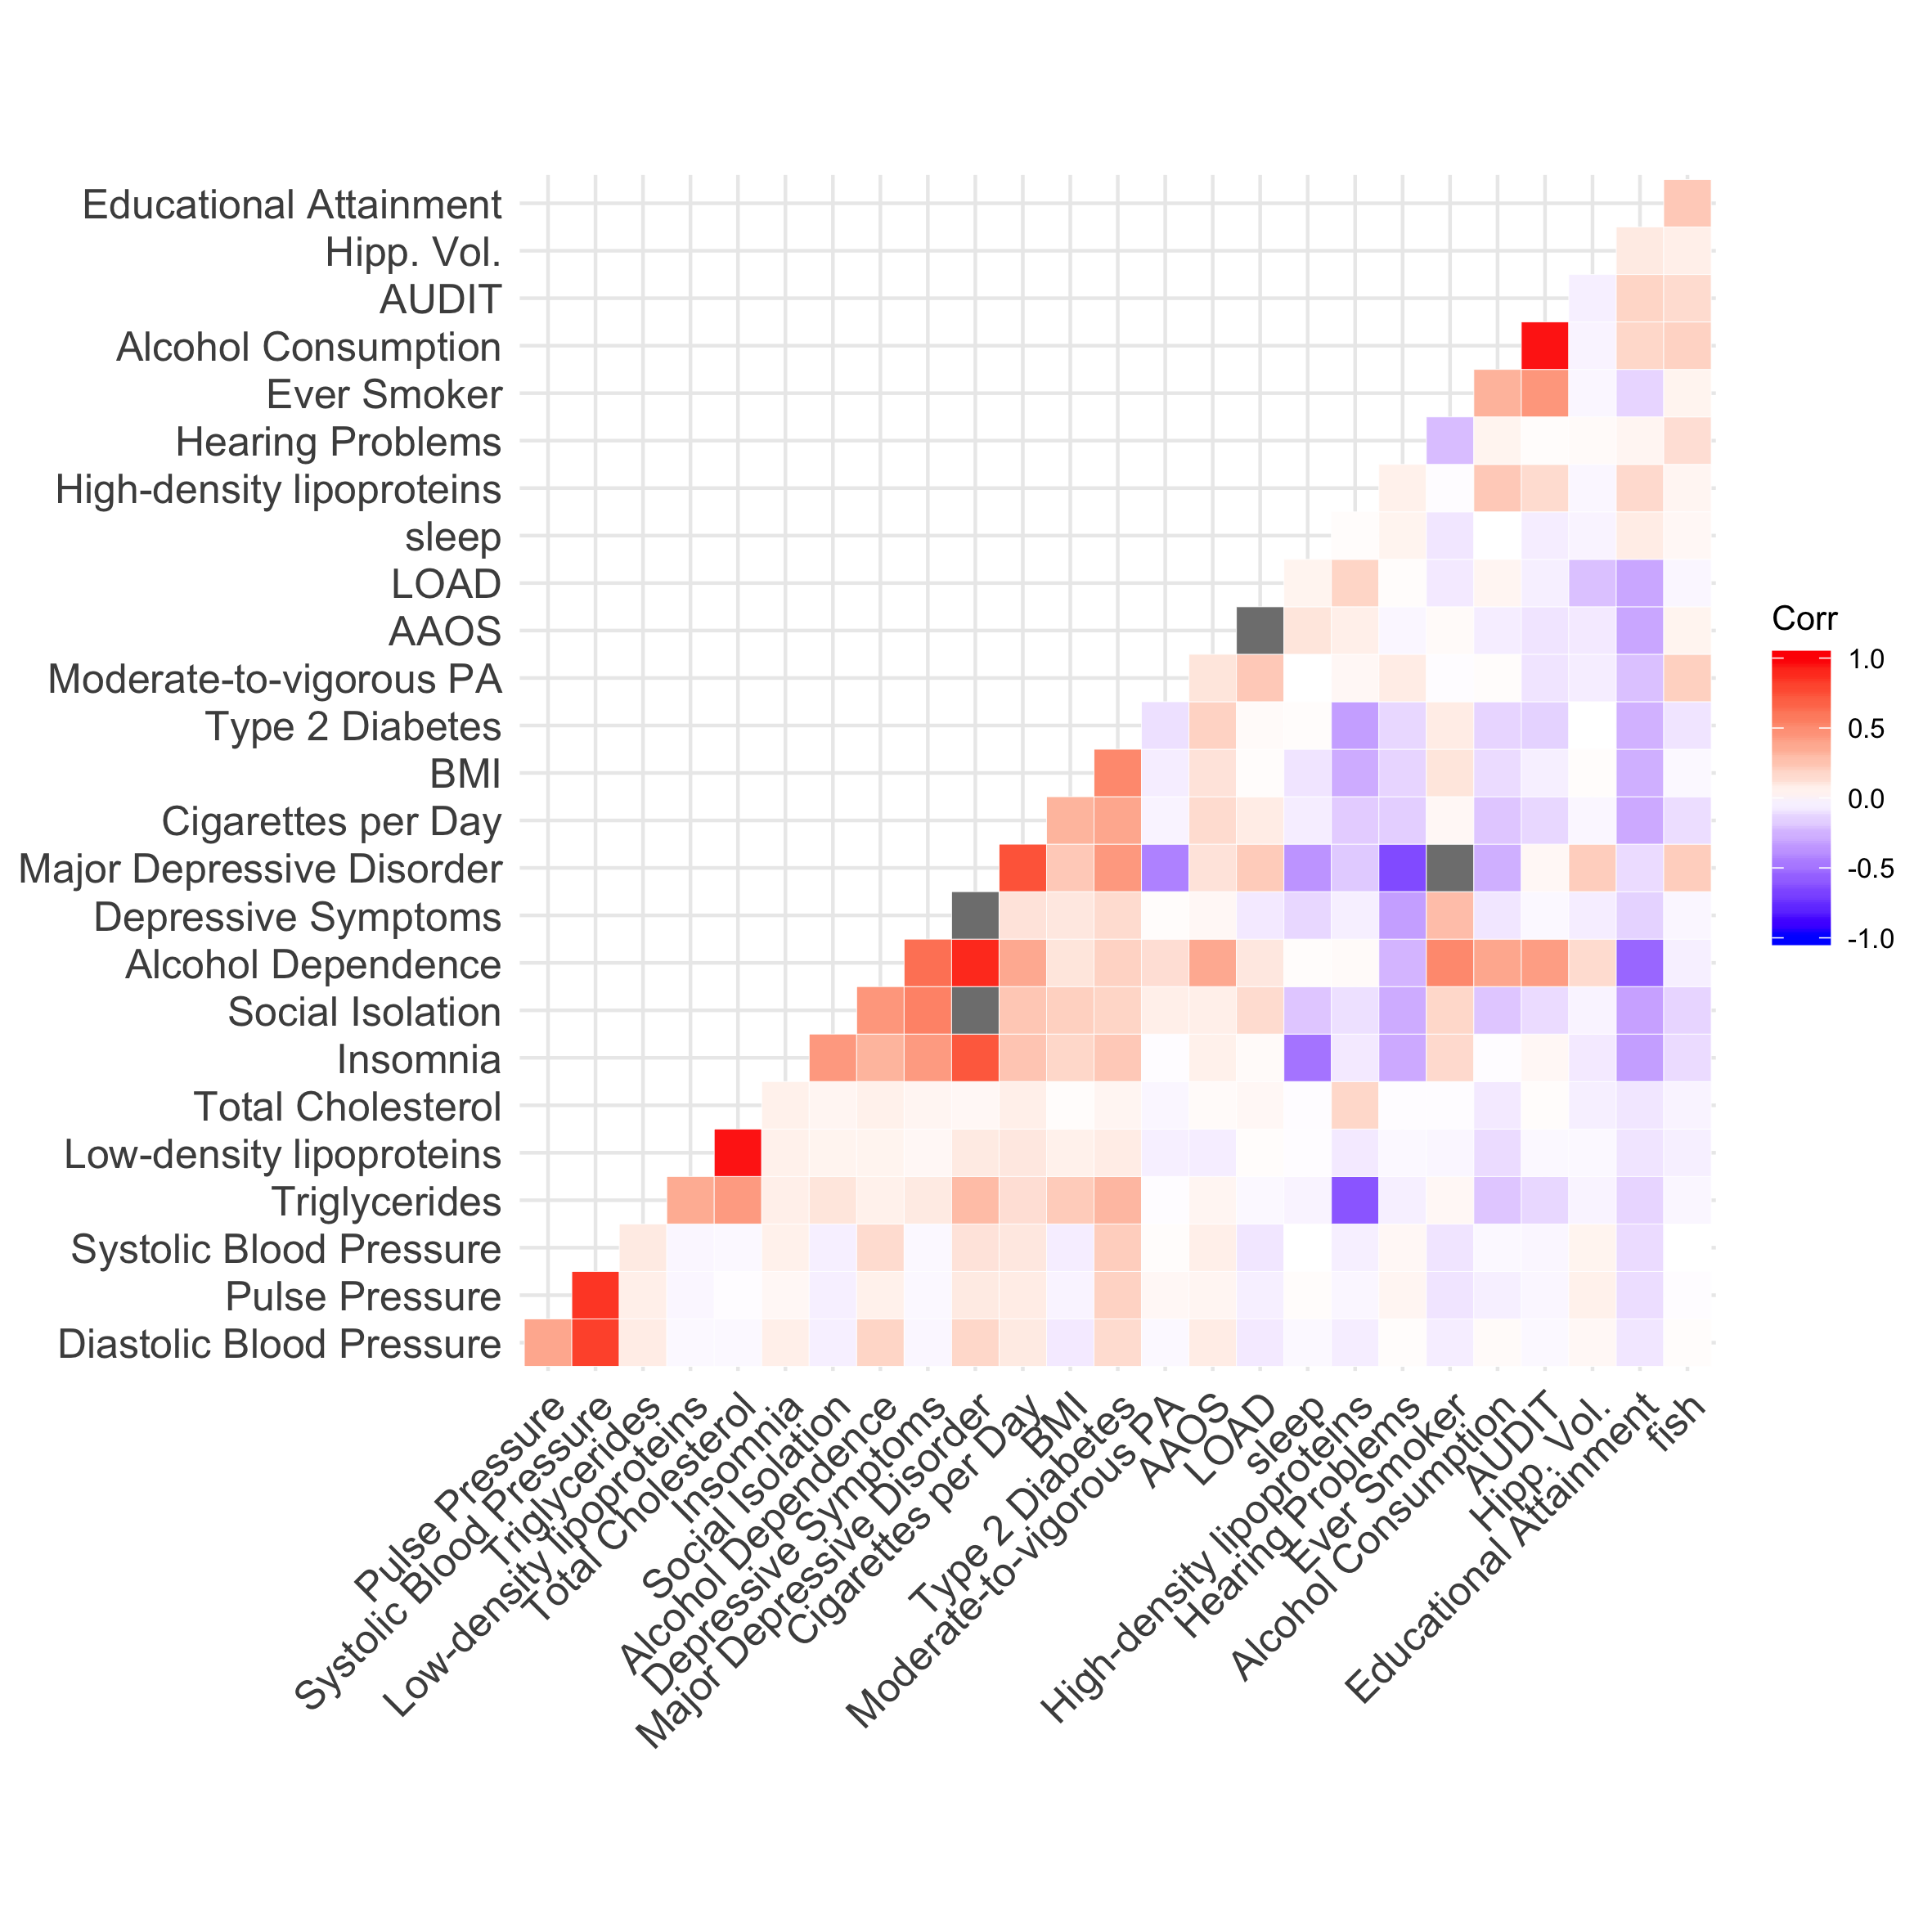 Educational Attainment
Hipp. Vol.
AUDIT
Alcohol Consumption
Ever Smoker
Hearing Problems
High-density lipoproteins
sleep
LOAD
AAOS
Moderate-to-vigorous PA
Type 2 Diabetes
BMI
Cigarettes per Day
Major Depressive Disorder
Depressive Symptoms
Alcohol Dependence
Social Isolation
Insomnia
Total Cholesterol
Low-density lipoproteins
Triglycerides
Systolic Blood Pressure
Pulse Pressure
Diastolic Blood Pressure
Pulse Pressure
Systolic Blood Pressure
Triglycerides
Low-density lipoproteins
Total Cholesterol
Insomnia
Social Isolation
Alcohol Dependence
Depressive Symptoms
Major Depressive Disorder
Cigarettes per Day
BMI
Type 2 Diabetes
Moderate-to-vigorous PA
AAOS
LOAD
sleep
High-density lipoproteins
Hearing Problems
Ever Smoker
Alcohol Consumption
AUDIT
Hipp. Vol.
Educational Attainment
fish
Corr
1.0
0.5
0.0
-0.5
-1.0